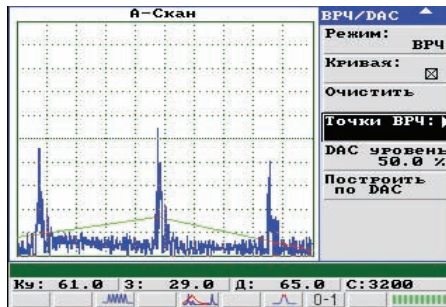 А-Скан
ВРЧ/DAC
Режим:
ВРЧ
Кривая:
Очистить
Точки ВРЧ:
DAC уровень
50.0 %
Построить
по DAC
Ку: 61.0 З: 29.0 Д: 65.0 С:3200
0-1